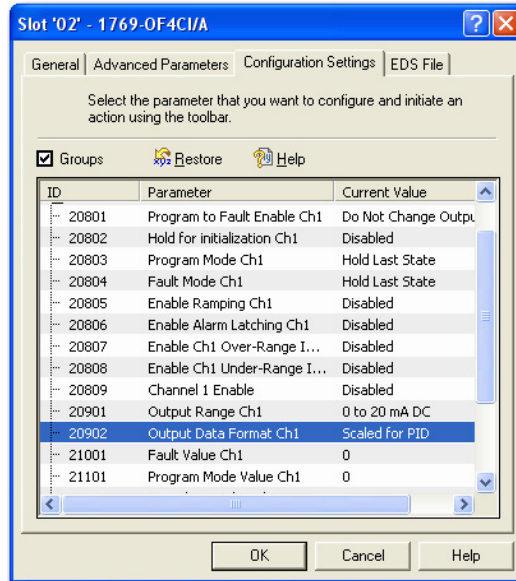 Slot '02' - 1769-OF4CI/A
General Advanced Parameters Configuration Settings EDS File
Select the parameter that you want to configure and initiate an
action using the toolbar.
Groups Restore Help
ID Parameter Current Value
20801 Program to Fault Enable Ch1 Do Not Change Outpu
20802 Hold for initialization Ch1 Disabled
20803 Program Mode Ch1 Hold Last State
20804 Fault Mode Ch1 Hold Last State
20805 Enable Ramping Ch1 Disabled
20806 Enable Alarm Latching Ch1 Disabled
20807 Enable Ch1 Over-Range I... Disabled
20808 Enable Ch1 Under-Range I... Disabled
20809 Channel 1 Enable Disabled
20901 Output Range Ch1 0 to 20 mA DC
20902 Output Data Format Ch1 Scaled for PID
21001 Fault Value Ch1 0
21101 Program Mode Value Ch1 0
OK Cancel Help